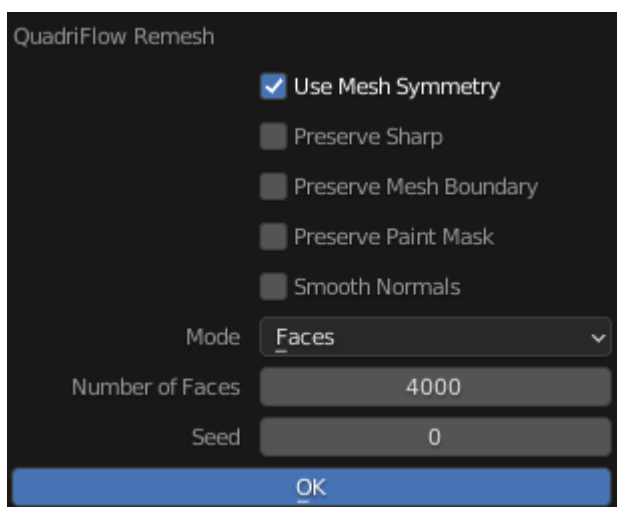 QuadriFlow Remesh
Use Mesh Symmetry
Preserve Sharp
Preserve Mesh Boundary
Preserve Paint Mask
Smooth Normals
Mode Faces
Number of Faces 4000
Seed 0
OK